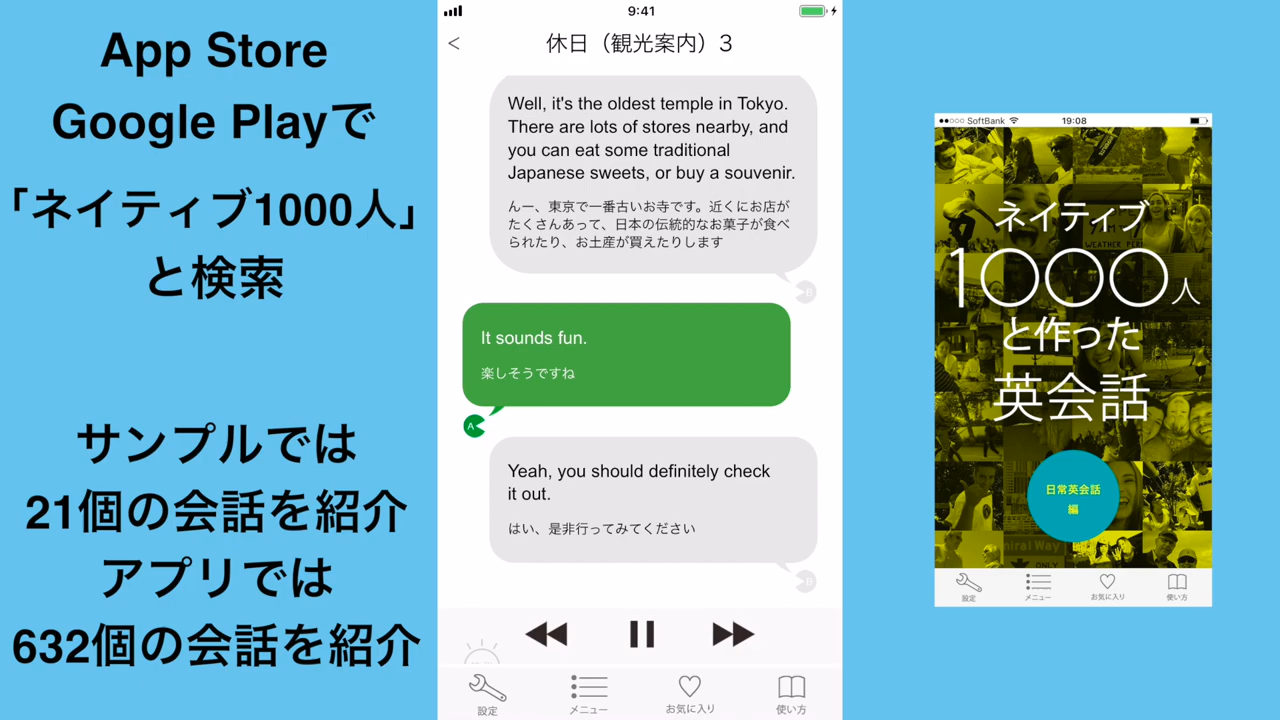 App Store
Google Playで
「ネイティブ1000人」
と検索
サンプルでは
21個の会話を紹介
アプリでは
632個の会話を紹介
9:41
<
休日（観光案内）3
Well, it's the oldest temple in Tokyo.
There are lots of stores nearby, and
you can eat some traditional
Japanese sweets, or buy a souvenir.
んー、東京で一番古いお寺です。近くにお店が
たくさんあって、日本の伝統的なお菓子が食べ
られたり、お土産が買えたりします
B
It sounds fun.
楽しそうですね
A
Yeah, you should definitely check
it out.
はい、是非行ってみてください
B
設定
メニュー
お気に入り
使い方
SoftBank
19:08
ネイティブ
1000人
と作った
英会話
日常英会話
編
WEATHER PER
miral Way
ONLY
設定
メニュー
お気に入り
使い方